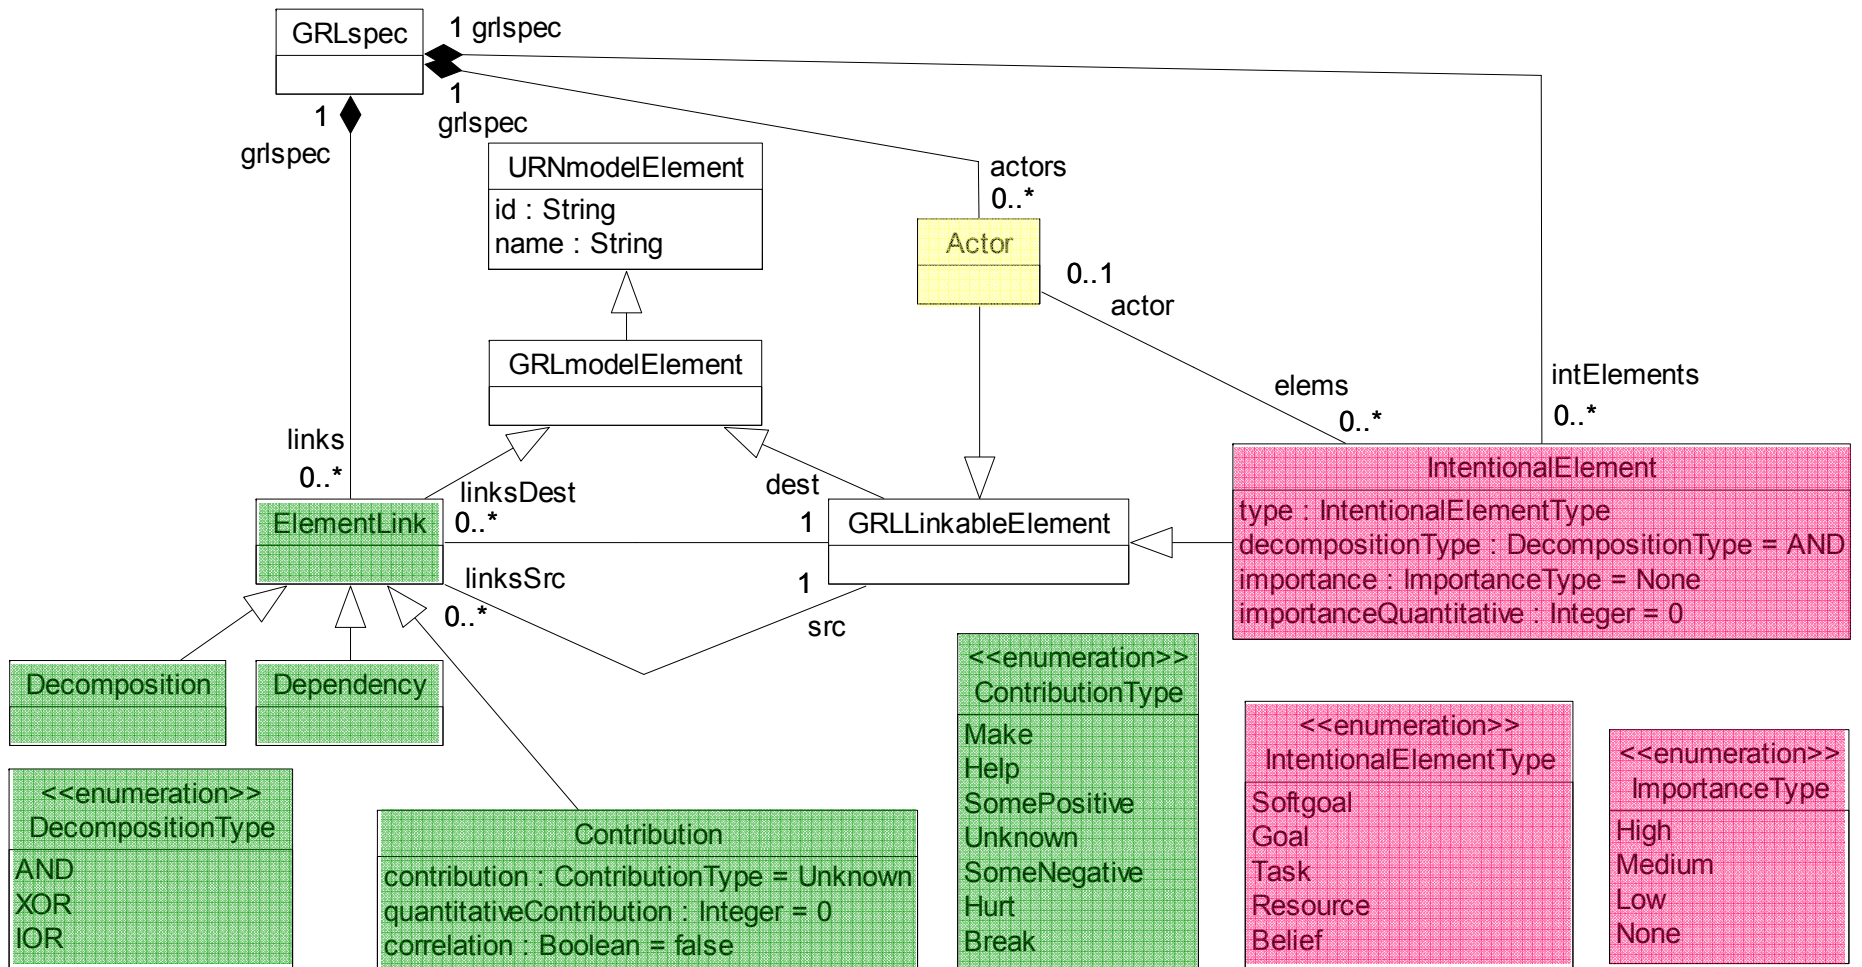 GRLspec
1 grlspec
1
grlspec
1
grlspec
URNmodelElement
id : String
name : String
actors
0..*
Actor
0..1
actor
GRLmodelElement
elems
0..*
intElements
0..*
links
0..*
linksDest
0..*
dest
1
ElementLink
GRLLinkableElement
linksSrc
0..*
1
src
IntentionalElement
type : IntentionalElementType
decompositionType : DecompositionType = AND
importance : ImportanceType = None
importanceQuantitative : Integer = 0
Decomposition
Dependency
<<enumeration>>
DecompositionType
AND
XOR
IOR
Contribution
contribution : ContributionType = Unknown
quantitativeContribution : Integer = 0
correlation : Boolean = false
<<enumeration>>
ContributionType
Make
Help
SomePositive
Unknown
SomeNegative
Hurt
Break
<<enumeration>>
IntentionalElementType
Softgoal
Goal
Task
Resource
Belief
<<enumeration>>
ImportanceType
High
Medium
Low
None